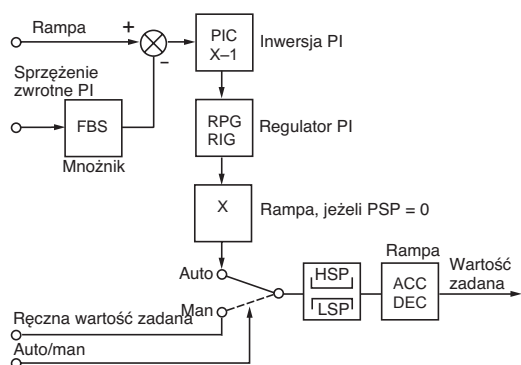 Rampa
+
–
PIC
X–1
Inwersja PI
Sprzężenie
zwrotne PI
FBS
Mnożnik
RPG
RIG
Regulator PI
X
Rampa, jeżeli PSP = 0
Auto
Man
HSP
LSP
Rampa
ACC
DEC
Wartość
zadana
Ręczna wartość zadana
Auto/man